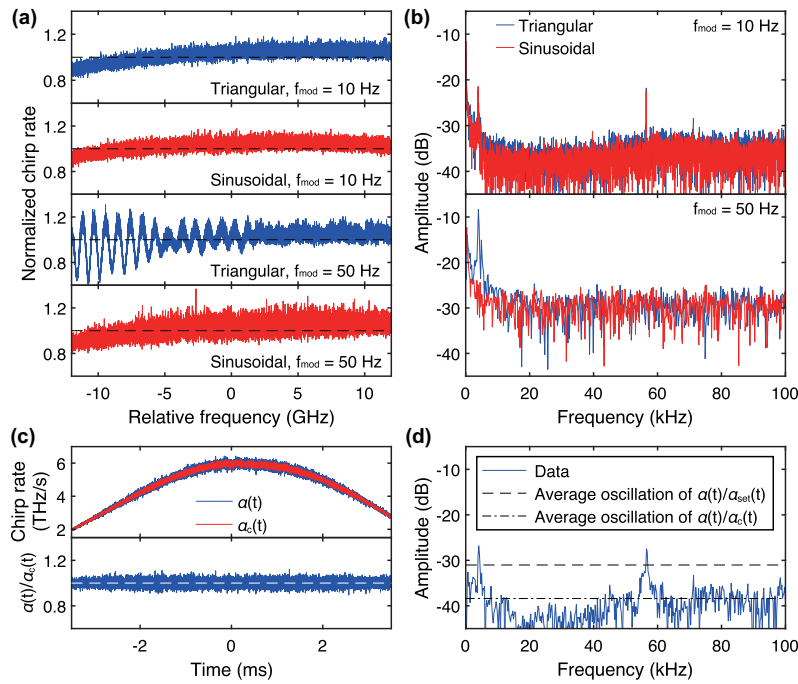 (a)
1.2
1.0
0.8
Triangular, fmod = 10 Hz
1.2
1.0
0.8
Sinusoidal, fmod = 10 Hz
1.2
1.0
0.8
Triangular, fmod = 50 Hz
1.2
1.0
0.8
Sinusoidal, fmod = 50 Hz
Normalized chirp rate
-10 -5 0 5 10
Relative frequency (GHz)
(b)
Triangular
Sinusoidal
fmod = 10 Hz
-10
-20
-30
-40
fmod = 50 Hz
-10
-20
-30
-40
Amplitude (dB)
0 20 40 60 80 100
Frequency (kHz)
(c)
Chirp rate
(THz/s)
6
4
2
α(t)
αc(t)
α(t)/αc(t)
1.2
1.0
0.8
-2 0 2
Time (ms)
(d)
Amplitude (dB)
-10
-20
-30
-40
Data
Average oscillation of α(t)/αset(t)
Average oscillation of α(t)/αc(t)
0 20 40 60 80 100
Frequency (kHz)